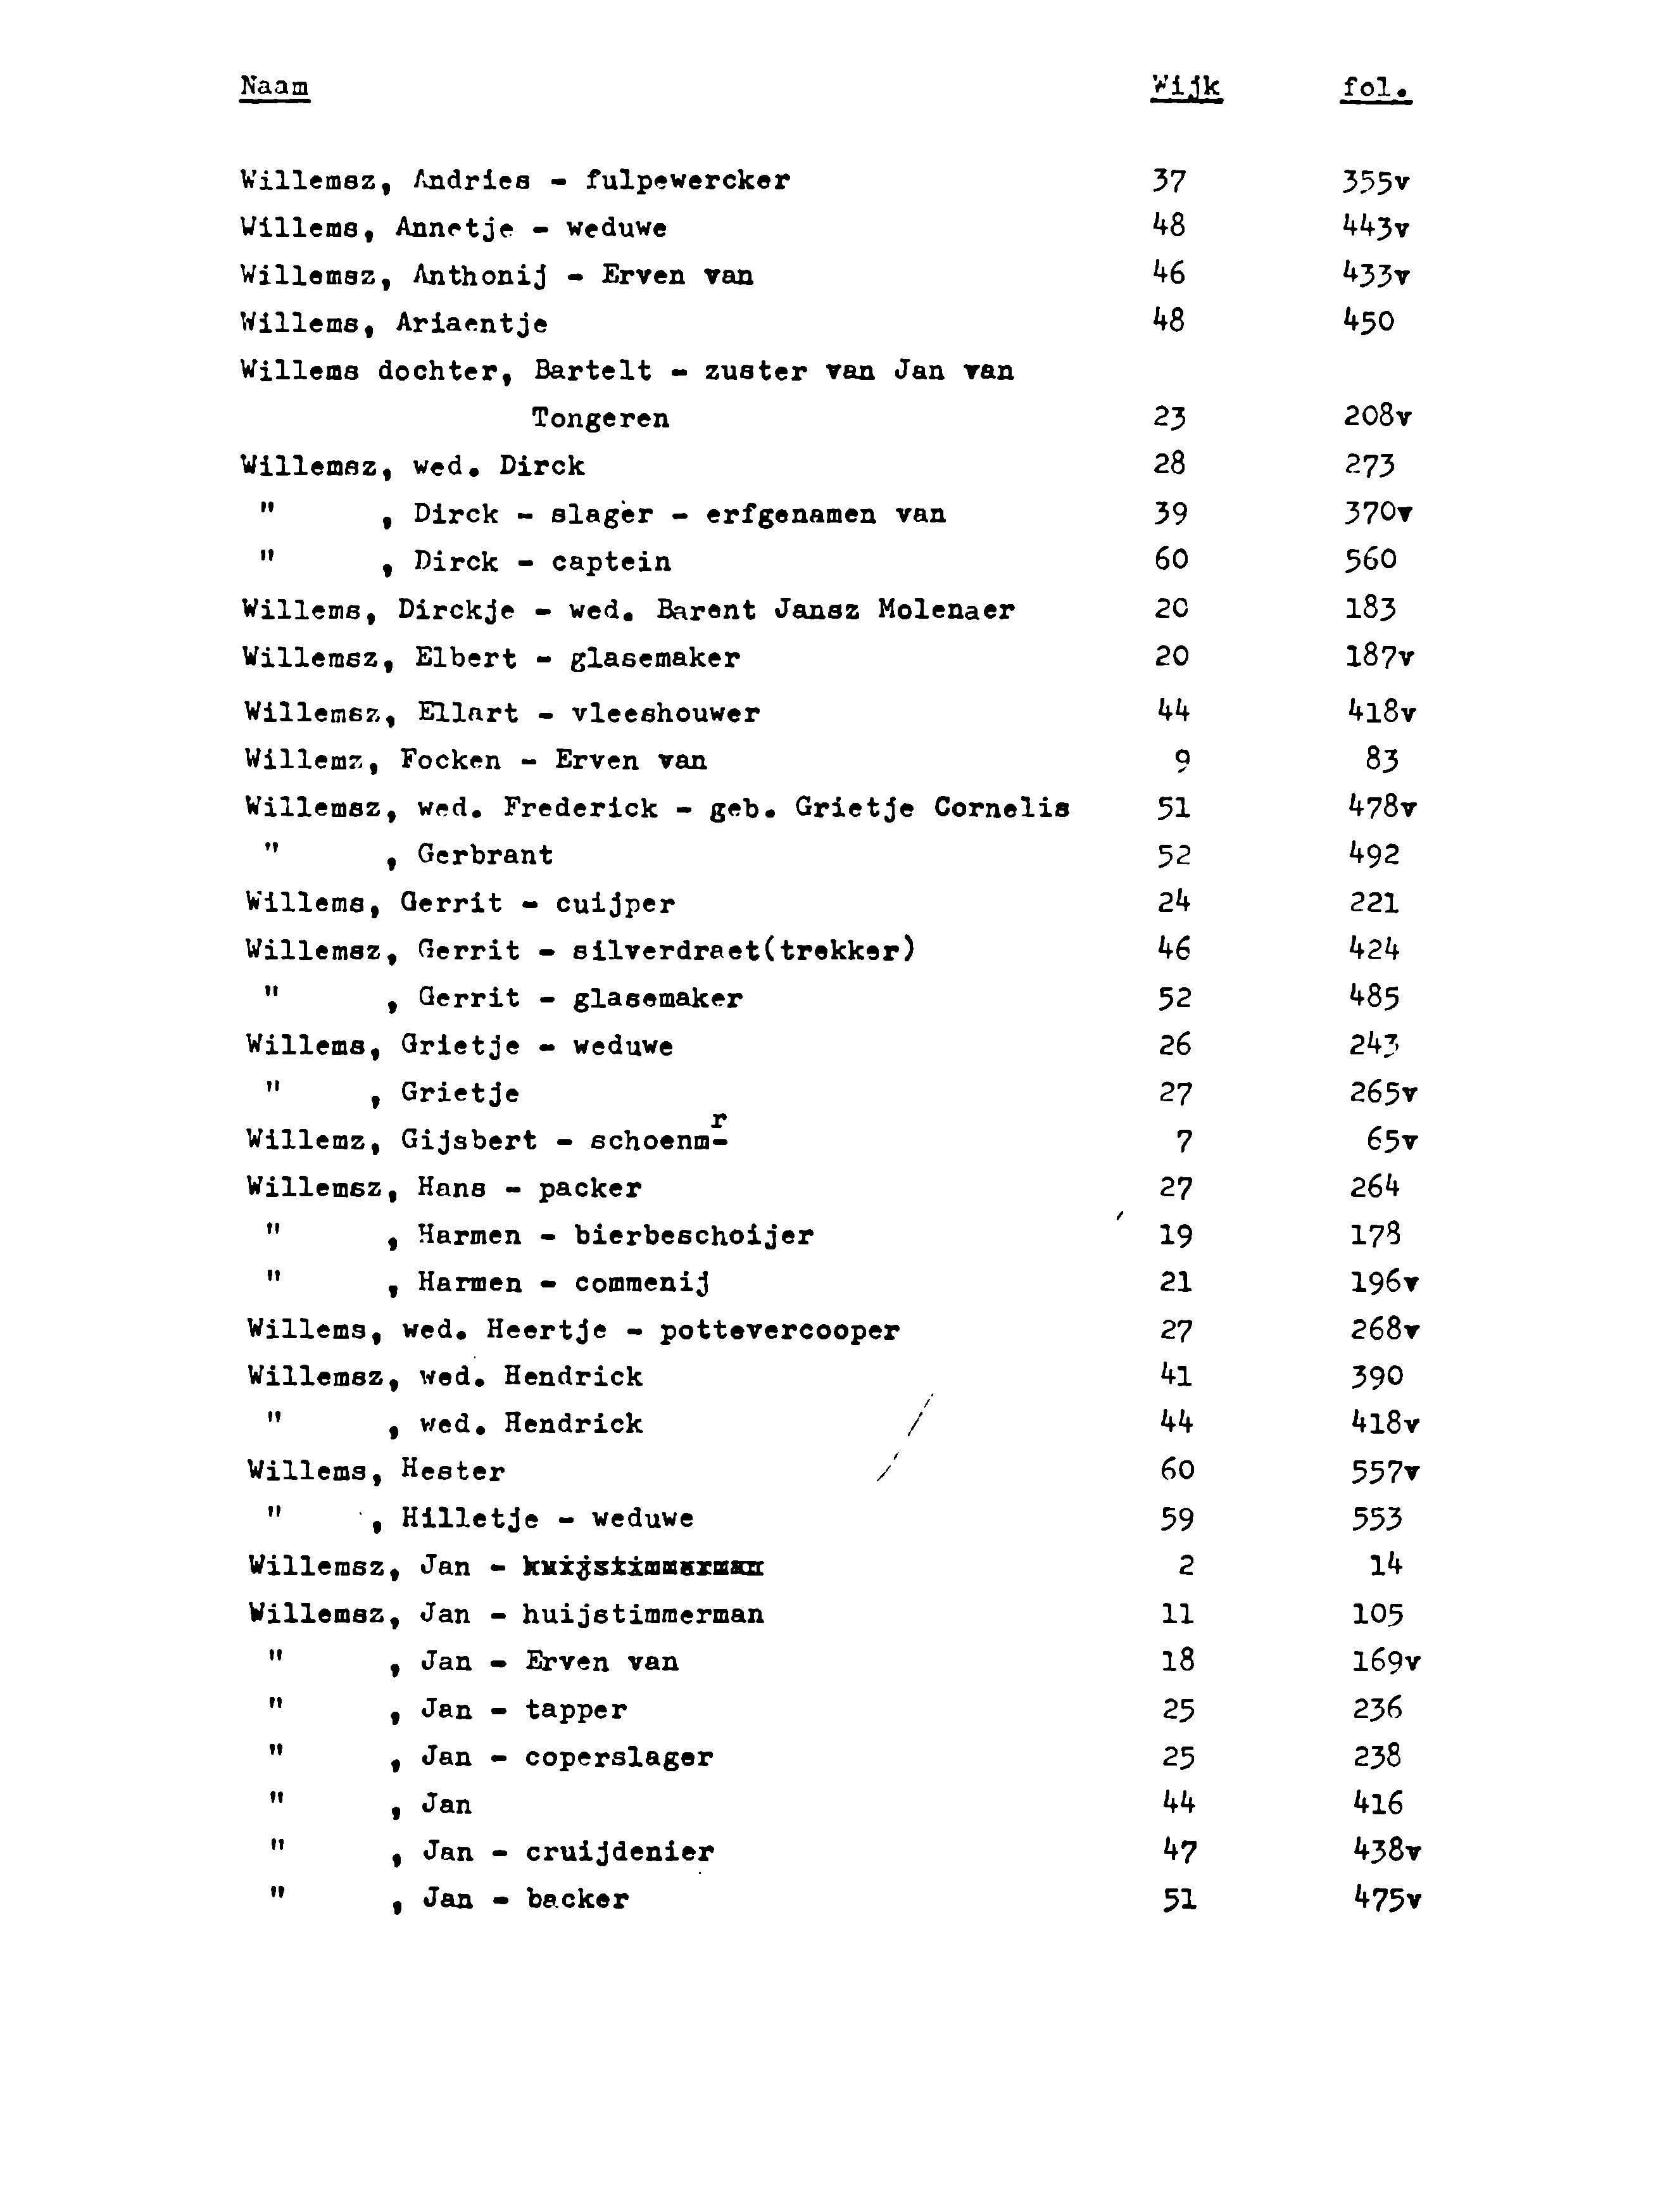 Naam Wijk fol.
Willemsz, Andries - fulpewercker 37 355v
Willems, Annetje - weduwe 48 443v
Willemsz, Anthonij - Erven van 46 433v
Willems, Ariaentje 48 450
Willems dochter, Bartelt - zuster van Jan van
Tongeren 23 208v
Willemsz, wed. Dirck 28 273
" , Dirck - slager - erfgenamen van 39 370v
" , Dirck - captein 60 560
Willems, Dirckje - wed. Barent Jansz Molenaer 20 183
Willemsz, Elbert - glasemaker 20 187v
Willemsz, Ellart - vleeshouwer 44 418v
Willemz, Focken - Erven van 9 83
Willemsz, wed. Frederick - geb. Grietje Cornelis 51 478v
" , Gerbrant 52 492
Willems, Gerrit - cuijper 24 221
Willemsz, Gerrit - silverdraet(trekker) 46 424
" , Gerrit - glasemaker 52 485
Willems, Grietje - weduwe 26 243
" , Grietje 27 265v
Willemz, Gijsbert - schoenm-r 7 65v
Willemsz, Hans - packer 27 264
" , Harmen - bierbeschoijer 19 178
" , Harmen - commenij 21 196v
Willems, wed. Heertje - pottevercooper 27 268v
Willemsz, wed. Hendrick 41 390
" , wed. Hendrick 44 418v
Willems, Hester 60 557v
" , Hilletje - weduwe 59 553
Willemsz, Jan - 2 14
Willemsz, Jan - huijstimmerman 11 105
" , Jan - Erven van 18 169v
" , Jan - tapper 25 236
" , Jan - coperslager 25 238
" , Jan 44 416
" , Jan - cruijdenier 47 438v
" , Jan - backer 51 475v